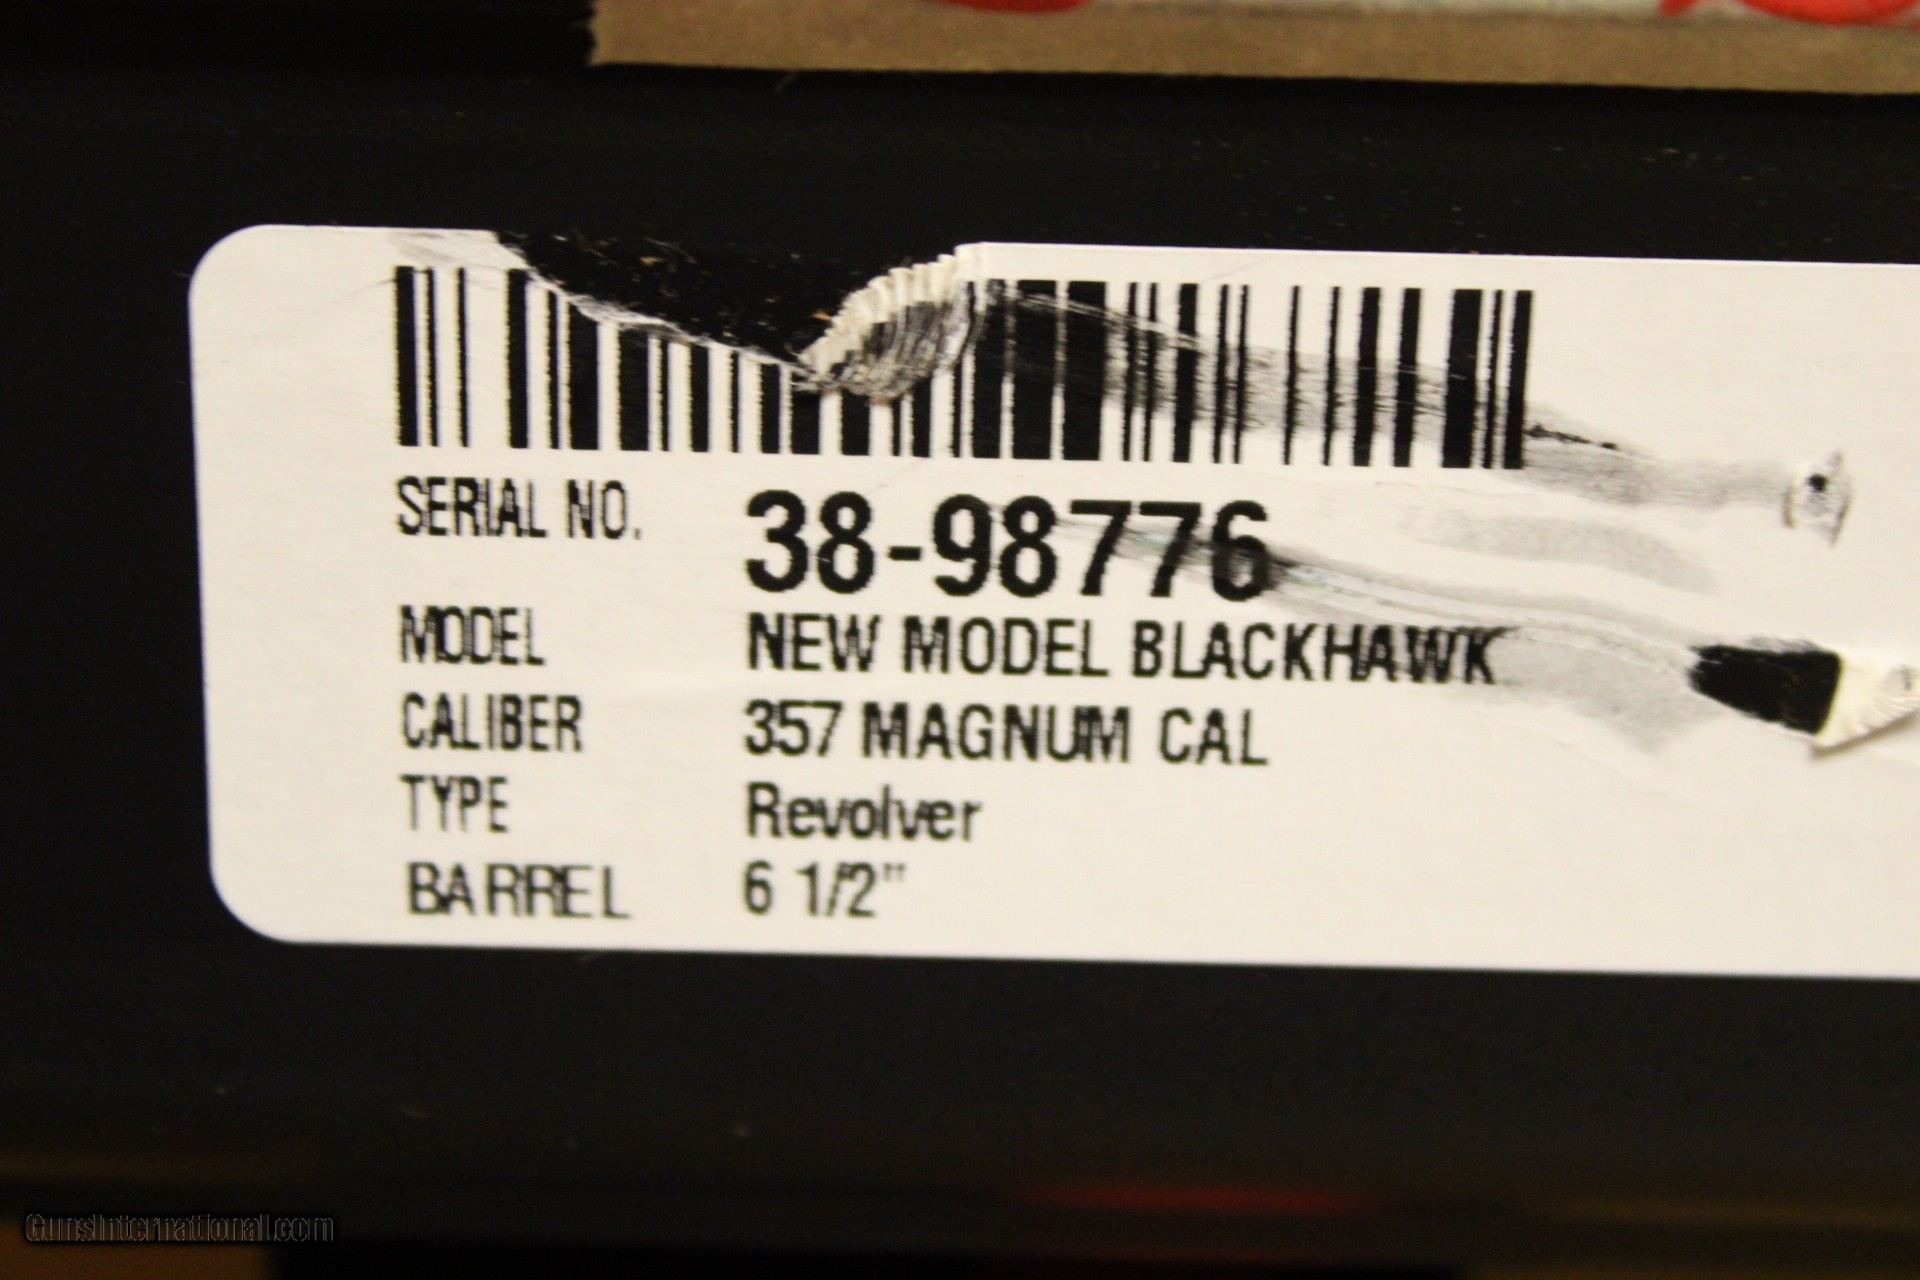 SERIAL NO. 38-98776
MODEL NEW MODEL BLACKHAWK
CALIBER 357 MAGNUM CAL
TYPE Revolver
BARREL 6 1/2"
GunsInternational.com